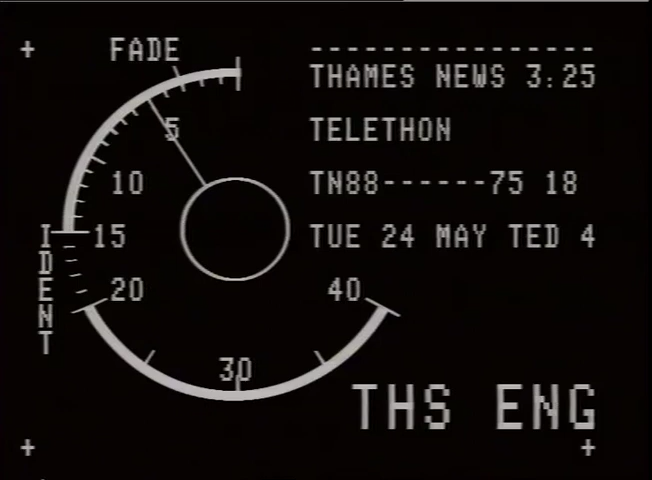 FADE
----------------
THAMES NEWS 3:25
TELETHON
TN88------75 18
TUE 24 MAY TED 4
5
10
15
20
30
40
IDENT
THS ENG